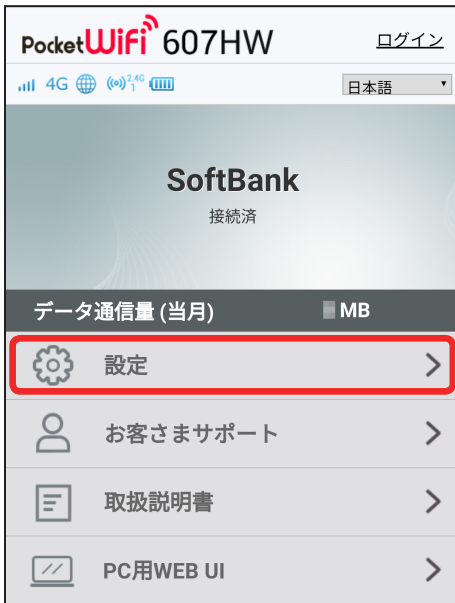 PocketWiFi 607HW ログイン
4G 2.4G 1 日本語
SoftBank
接続済
データ通信量 (当月) MB
設定
お客さまサポート
取扱説明書
PC用WEB UI